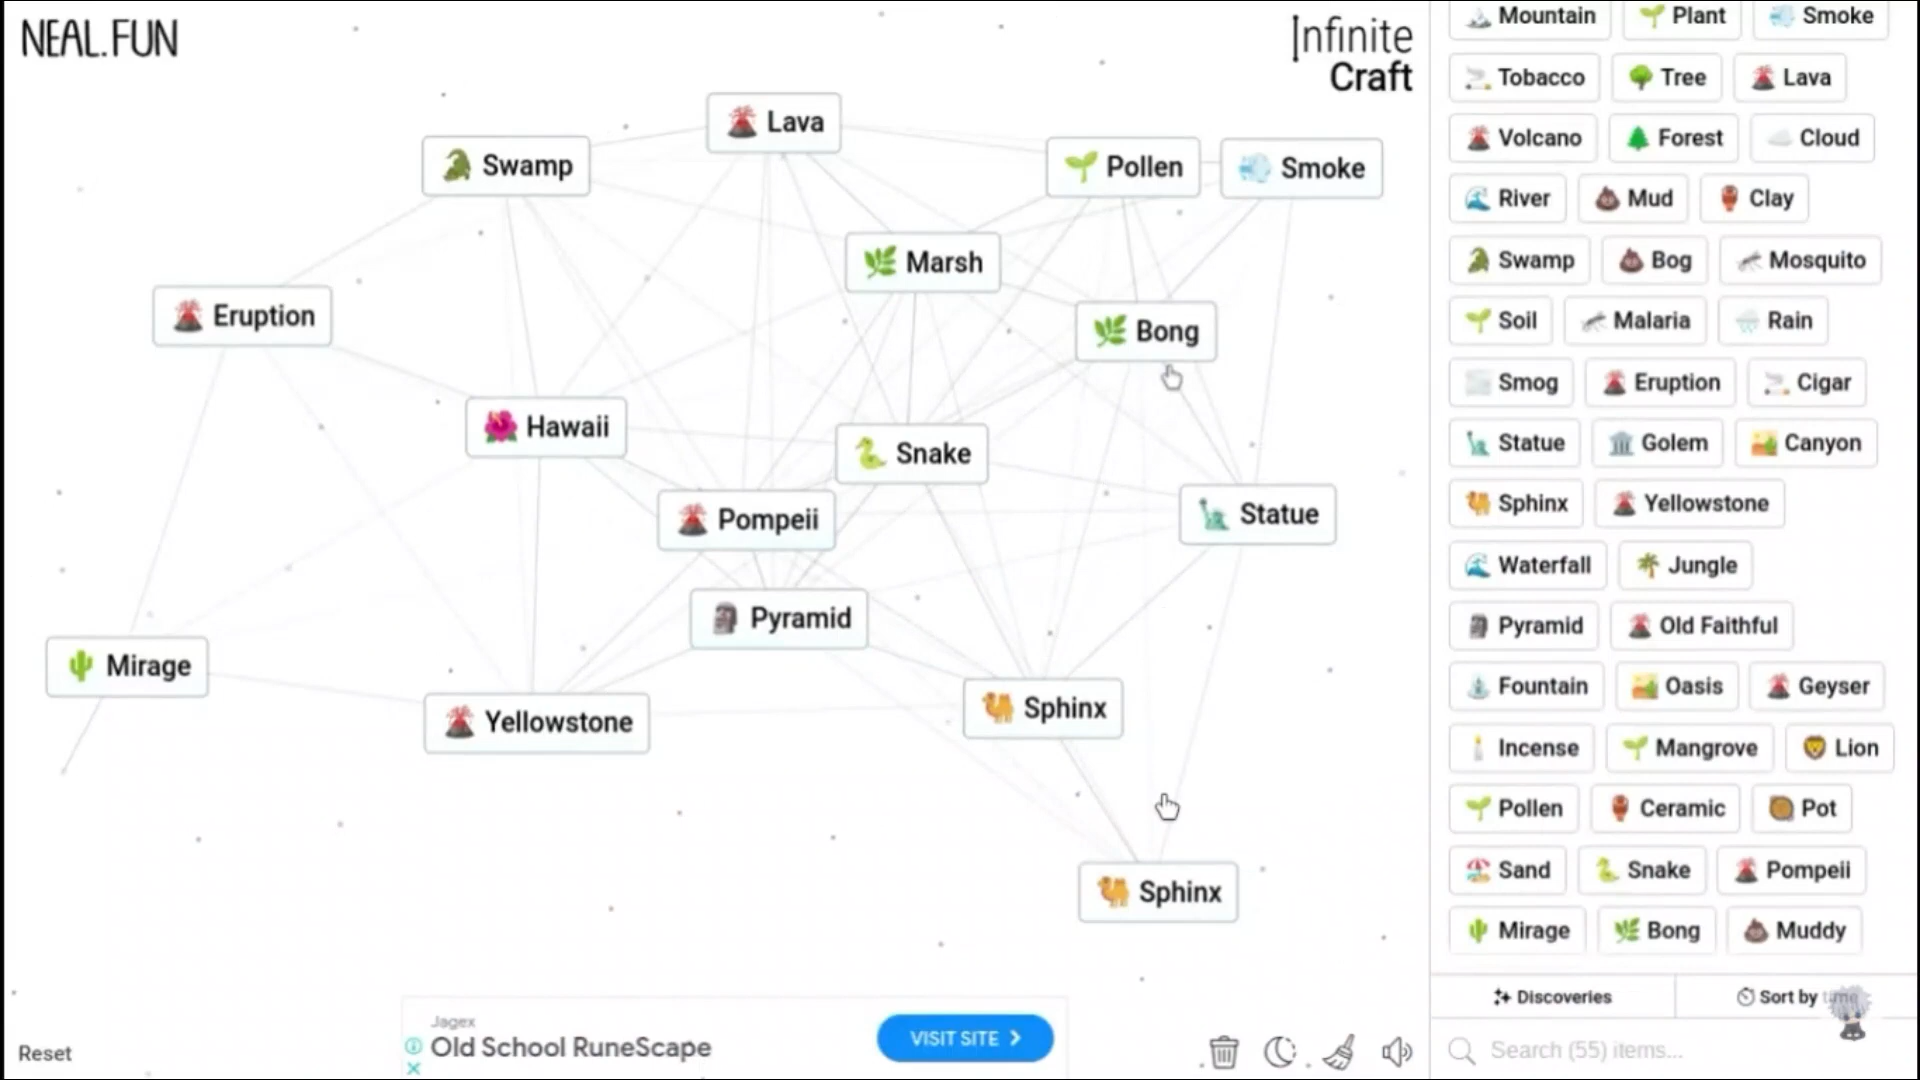 NEAL.FUN
Infinite
Craft
Lava
Swamp
Pollen
Smoke
Marsh
Eruption
Bong
Hawaii
Snake
Pompeii
Statue
Pyramid
Mirage
Sphinx
Yellowstone
Sphinx
Reset
Jagex
Old School RuneScape
VISIT SITE
Mountain Plant Smoke
Tobacco Tree Lava
Volcano Forest Cloud
River Mud Clay
Swamp Bog Mosquito
Soil Malaria Rain
Smog Eruption Cigar
Statue Golem Canyon
Sphinx Yellowstone
Waterfall Jungle
Pyramid Old Faithful
Fountain Oasis Geyser
Incense Mangrove Lion
Pollen Ceramic Pot
Sand Snake Pompeii
Mirage Bong Muddy
Discoveries Sort by time
Search (55) items...